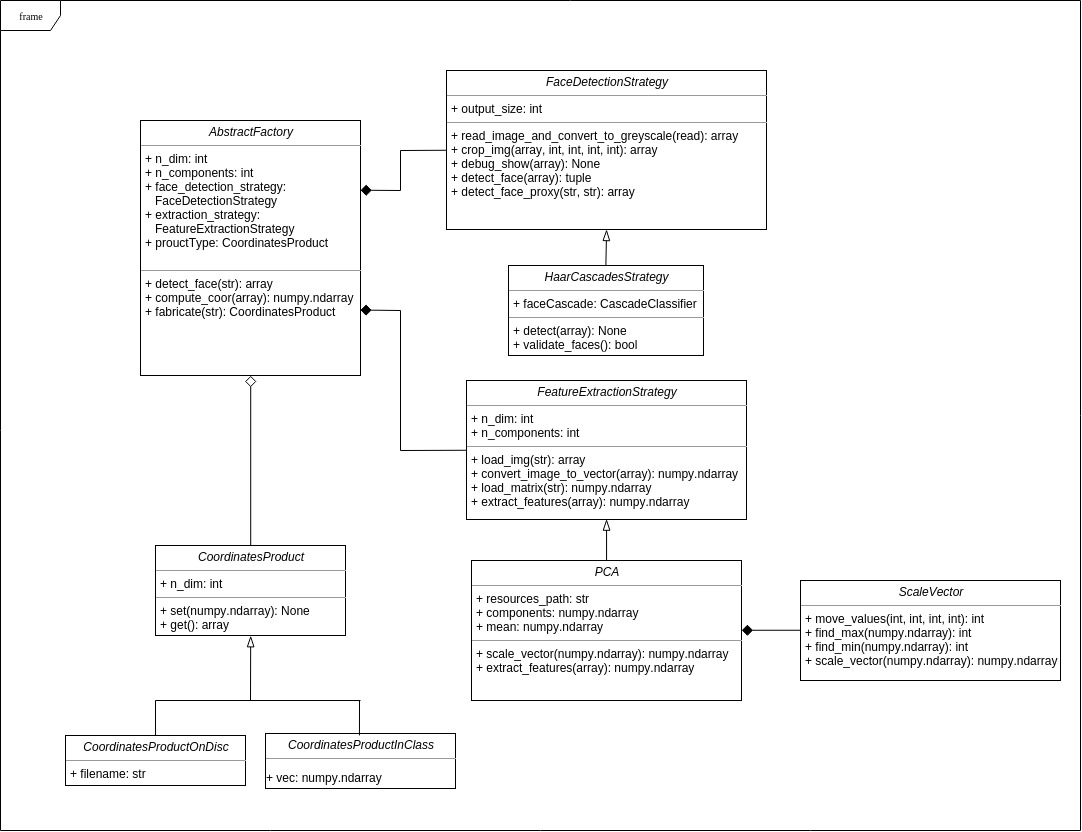 frame
FaceDetectionStrategy
+ output_size: int
+ read_image_and_convert_to_greyscale(read): array
+ crop_img(array, int, int, int, int): array
+ debug_show(array): None
+ detect_face(array): tuple
+ detect_face_proxy(str, str): array
AbstractFactory
+ n_dim: int
+ n_components: int
+ face_detection_strategy:
FaceDetectionStrategy
+ extraction_strategy:
FeatureExtractionStrategy
+ prouctType: CoordinatesProduct
+ detect_face(str): array
+ compute_coor(array): numpy.ndarray
+ fabricate(str): CoordinatesProduct
HaarCascadesStrategy
+ faceCascade: CascadeClassifier
+ detect(array): None
+ validate_faces(): bool
FeatureExtractionStrategy
+ n_dim: int
+ n_components: int
+ load_img(str): array
+ convert_image_to_vector(array): numpy.ndarray
+ load_matrix(str): numpy.ndarray
+ extract_features(array): numpy.ndarray
CoordinatesProduct
+ n_dim: int
+ set(numpy.ndarray): None
+ get(): array
PCA
+ resources_path: str
+ components: numpy.ndarray
+ mean: numpy.ndarray
+ scale_vector(numpy.ndarray): numpy.ndarray
+ extract_features(array): numpy.ndarray
ScaleVector
+ move_values(int, int, int, int): int
+ find_max(numpy.ndarray): int
+ find_min(numpy.ndarray): int
+ scale_vector(numpy.ndarray): numpy.ndarray
CoordinatesProductOnDisc
+ filename: str
CoordinatesProductInClass
+ vec: numpy.ndarray